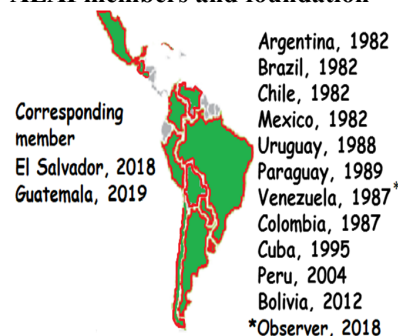 Corresponding
member
El Salvador, 2018
Guatemala, 2019
Argentina, 1982
Brazil, 1982
Chile, 1982
Mexico, 1982
Uruguay, 1988
Paraguay, 1989
Venezuela, 1987*
Colombia, 1987
Cuba, 1995
Peru, 2004
Bolivia, 2012
*Observer, 2018